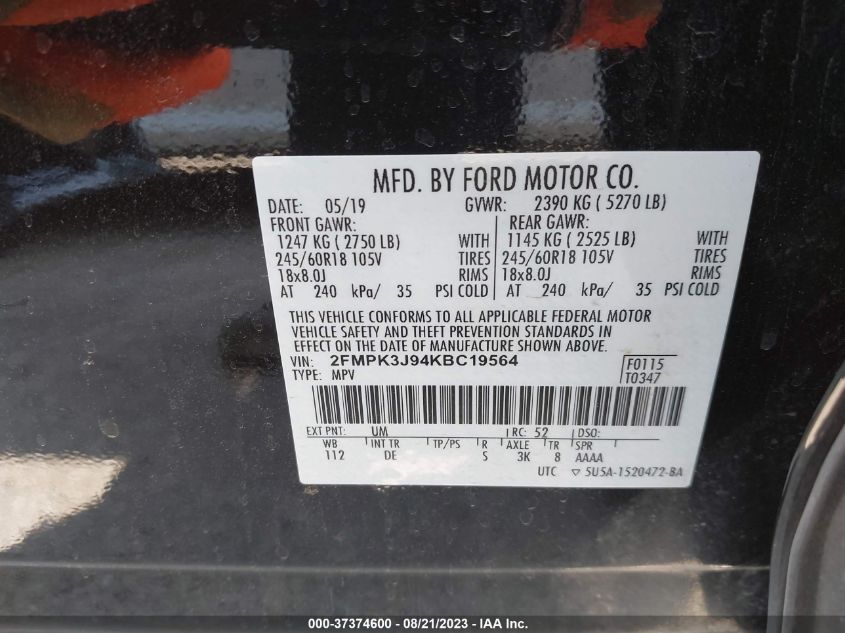 MFD. BY FORD MOTOR CO.
DATE: 05/19 GVWR: 2390 KG ( 5270 LB)
FRONT GAWR: REAR GAWR:
1247 KG ( 2750 LB) WITH 1145 KG ( 2525 LB) WITH
245/60R18 105V TIRES 245/60R18 105V TIRES
18x8.0J RIMS 18x8.0J RIMS
AT 240 kPa/ 35 PSI COLD AT 240 kPa/ 35 PSI COLD
THIS VEHICLE CONFORMS TO ALL APPLICABLE FEDERAL MOTOR
VEHICLE SAFETY AND THEFT PREVENTION STANDARDS IN
EFFECT ON THE DATE OF MANUFACTURE SHOWN ABOVE.
VIN: 2FMPK3J94KBC19564 F0115
TYPE: MPV T0347
EXT PNT: UM RC: 52 DSO:
WB INT TR TP/PS R AXLE TR SPR
112 DE S 3K 8 AAAA
UTC ▽ 5U5A-1520472-BA
000-37374600 - 08/21/2023 - IAA Inc.